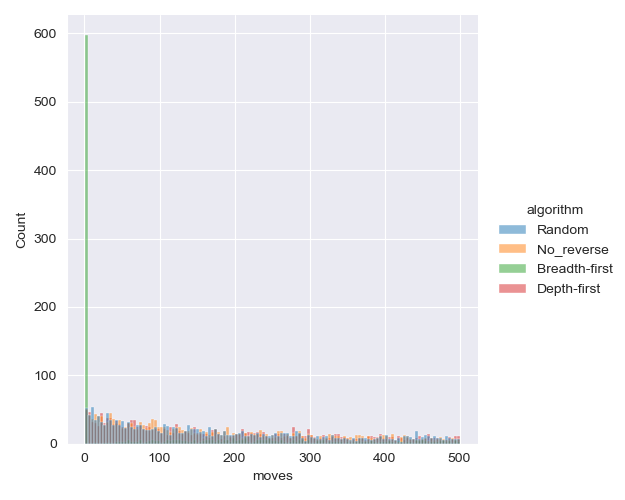 600
500
400
300
200
100
0
Count
0 100 200 300 400 500
moves
algorithm
Random
No_reverse
Breadth-first
Depth-first